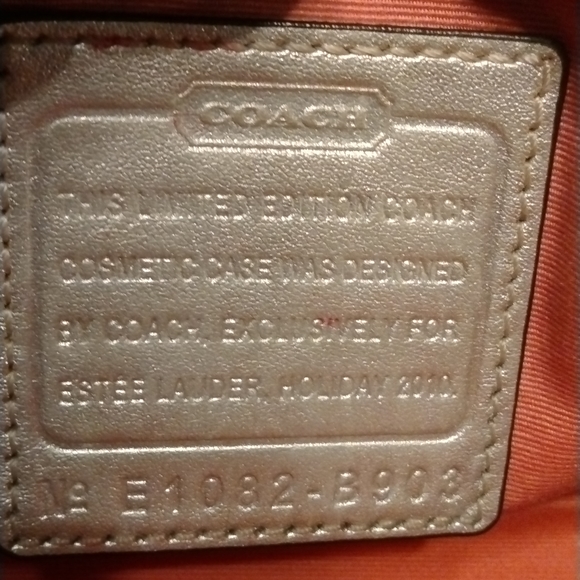 COACH
THIS LIMITED EDITION COACH
COSMETIC CASE WAS DESIGNED
BY COACH, EXCLUSIVELY FOR
ESTÉE LAUDER, HOLIDAY 2010.
No E1082-B903